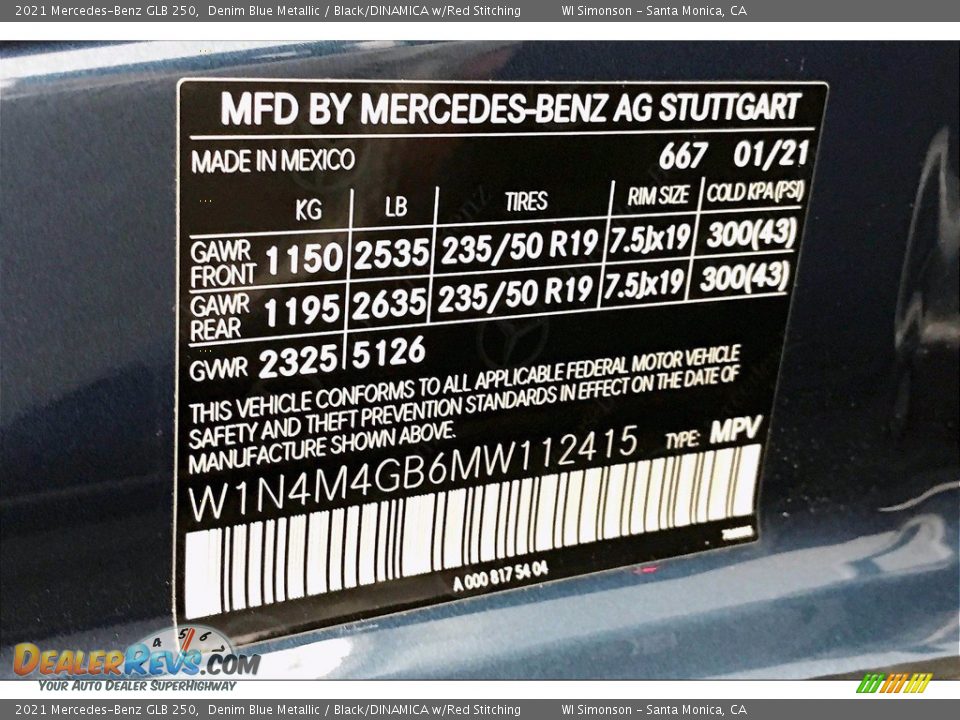 2021 Mercedes-Benz GLB 250, Denim Blue Metallic / Black/DINAMICA w/Red Stitching WI Simonson - Santa Monica, CA
MFD BY MERCEDES-BENZ AG STUTTGART
MADE IN MEXICO 667 01/21
KG LB TIRES RIM SIZE COLD KPA(PSI)
GAWR FRONT 1150 2535 235/50 R19 7.5Jx19 300(43)
GAWR REAR 1195 2635 235/50 R19 7.5Jx19 300(43)
GVWR 2325 5126
THIS VEHICLE CONFORMS TO ALL APPLICABLE FEDERAL MOTOR VEHICLE
SAFETY AND THEFT PREVENTION STANDARDS IN EFFECT ON THE DATE OF
MANUFACTURE SHOWN ABOVE.
W1N4M4GB6MW112415 TYPE: MPV
A 000 817 54 04
4 5 6
DEALERREVS.COM
YOUR AUTO DEALER SUPERHIGHWAY
2021 Mercedes-Benz GLB 250, Denim Blue Metallic / Black/DINAMICA w/Red Stitching WI Simonson - Santa Monica, CA